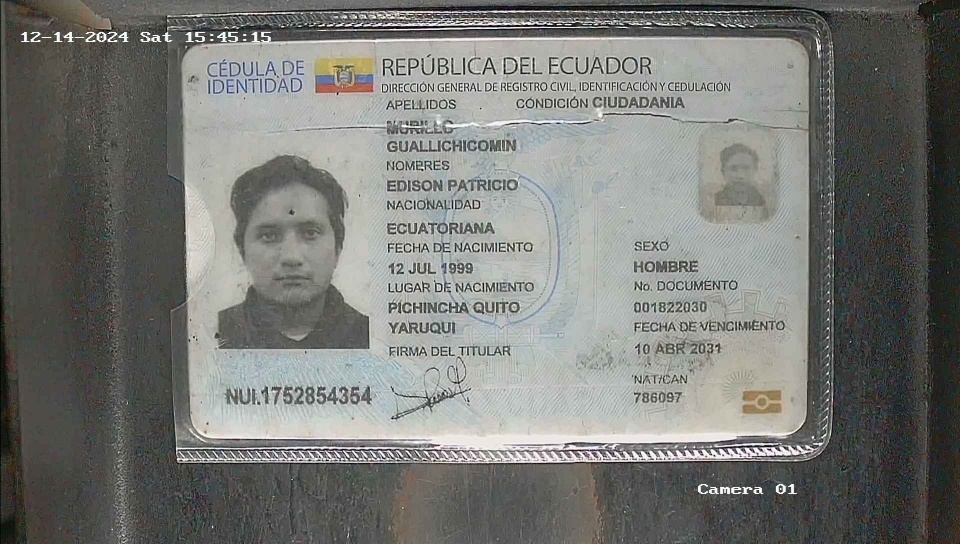 12-14-2024 Sat 15:45:15
CÉDULA DE
IDENTIDAD
REPÚBLICA DEL ECUADOR
DIRECCIÓN GENERAL DE REGISTRO CIVIL, IDENTIFICACIÓN Y CEDULACIÓN
APELLIDOS
CONDICIÓN CIUDADANIA
MURILLO
GUALLICHICOMIN
NOMBRES
EDISON PATRICIO
NACIONALIDAD
ECUATORIANA
FECHA DE NACIMIENTO
12 JUL 1999
LUGAR DE NACIMIENTO
PICHINCHA QUITO
YARUQUI
FIRMA DEL TITULAR
SEXO
HOMBRE
No. DOCUMENTO
001822030
FECHA DE VENCIMIENTO
10 ABR 2031
NAT/CAN
786097
NUI.1752854354
Camera 01